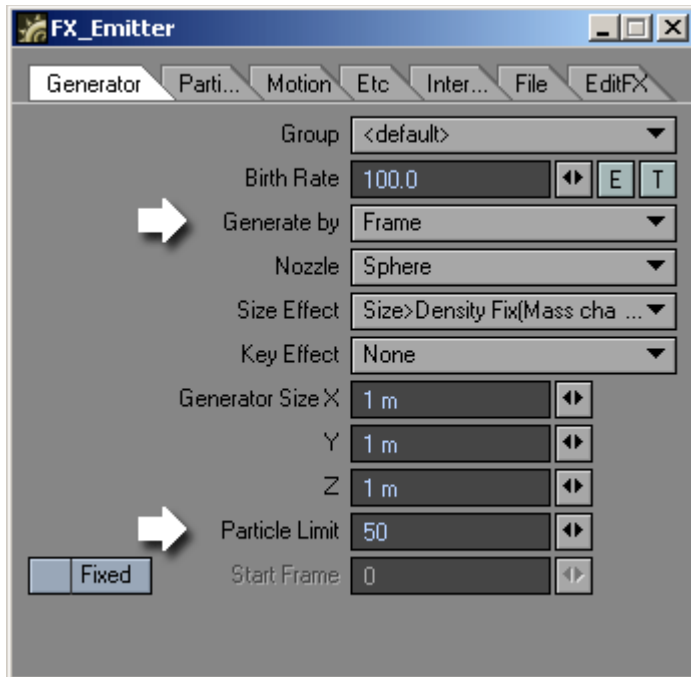 FX_Emitter
Generator Parti... Motion Etc Inter... File EditFX
Group <default>
Birth Rate 100.0 E T
Generate by Frame
Nozzle Sphere
Size Effect Size>Density Fix(Mass cha ...
Key Effect None
Generator Size X 1 m
Y 1 m
Z 1 m
Particle Limit 50
Fixed Start Frame 0